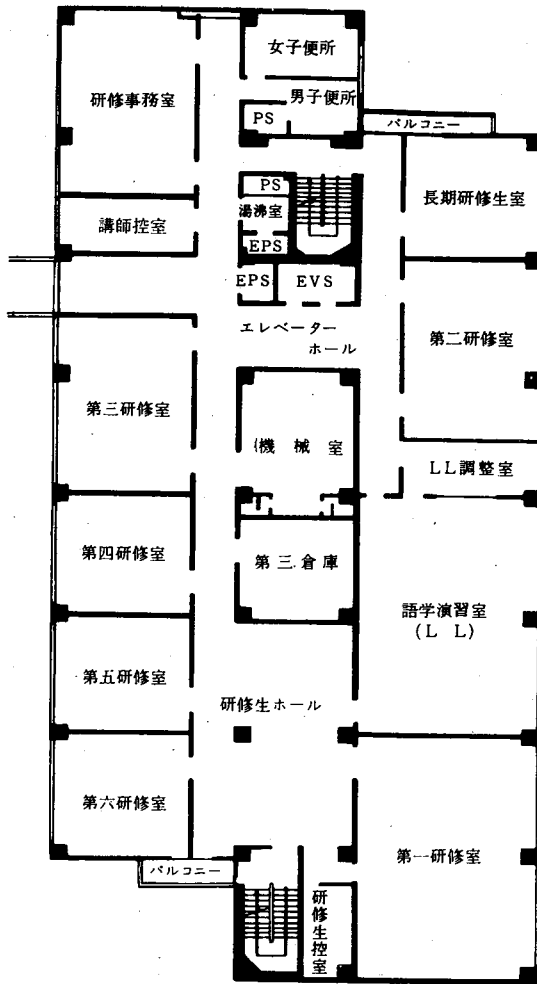 女子便所
研修事務室
男子便所
PS
バルコニー
PS
長期研修生室
湯沸室
講師控室
EPS
EPS
EVS
エレベーター
ホール
第二研修室
第三研修室
機械室
LL調整室
第四研修室
第三倉庫
語学演習室
(LL)
第五研修室
研修生ホール
第六研修室
第一研修室
バルコニー
研修生控室